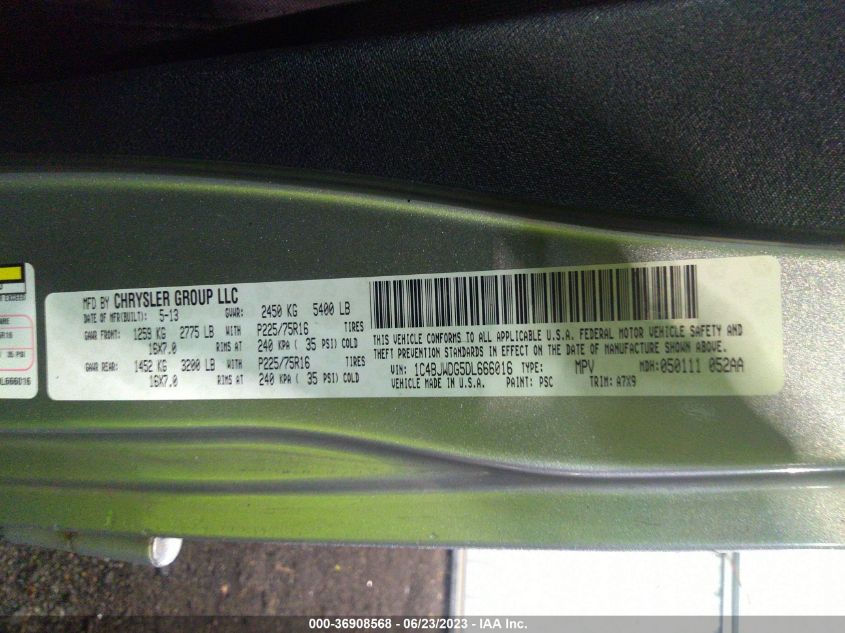 EXCEED
35 PSI
L666016
MFD BY CHRYSLER GROUP LLC
DATE OF MFR(BUILT): 5-13 GVWR: 2450 KG 5400 LB
GAWR FRONT: 1259 KG 2775 LB WITH P225/75R16 TIRES
16X7.0 RIMS AT 240 KPA ( 35 PSI) COLD
GAWR REAR: 1452 KG 3200 LB WITH P225/75R16 TIRES
16X7.0 RIMS AT 240 KPA ( 35 PSI) COLD
THIS VEHICLE CONFORMS TO ALL APPLICABLE U.S.A. FEDERAL MOTOR VEHICLE SAFETY AND
THEFT PREVENTION STANDARDS IN EFFECT ON THE DATE OF MANUFACTURE SHOWN ABOVE.
VIN: 1C4BJWDG5DL666016 TYPE: MPV MDH:050111 052AA
VEHICLE MADE IN U.S.A. PAINT: PSC TRIM: A7X9
000-36908568 - 06/23/2023 - IAA Inc.